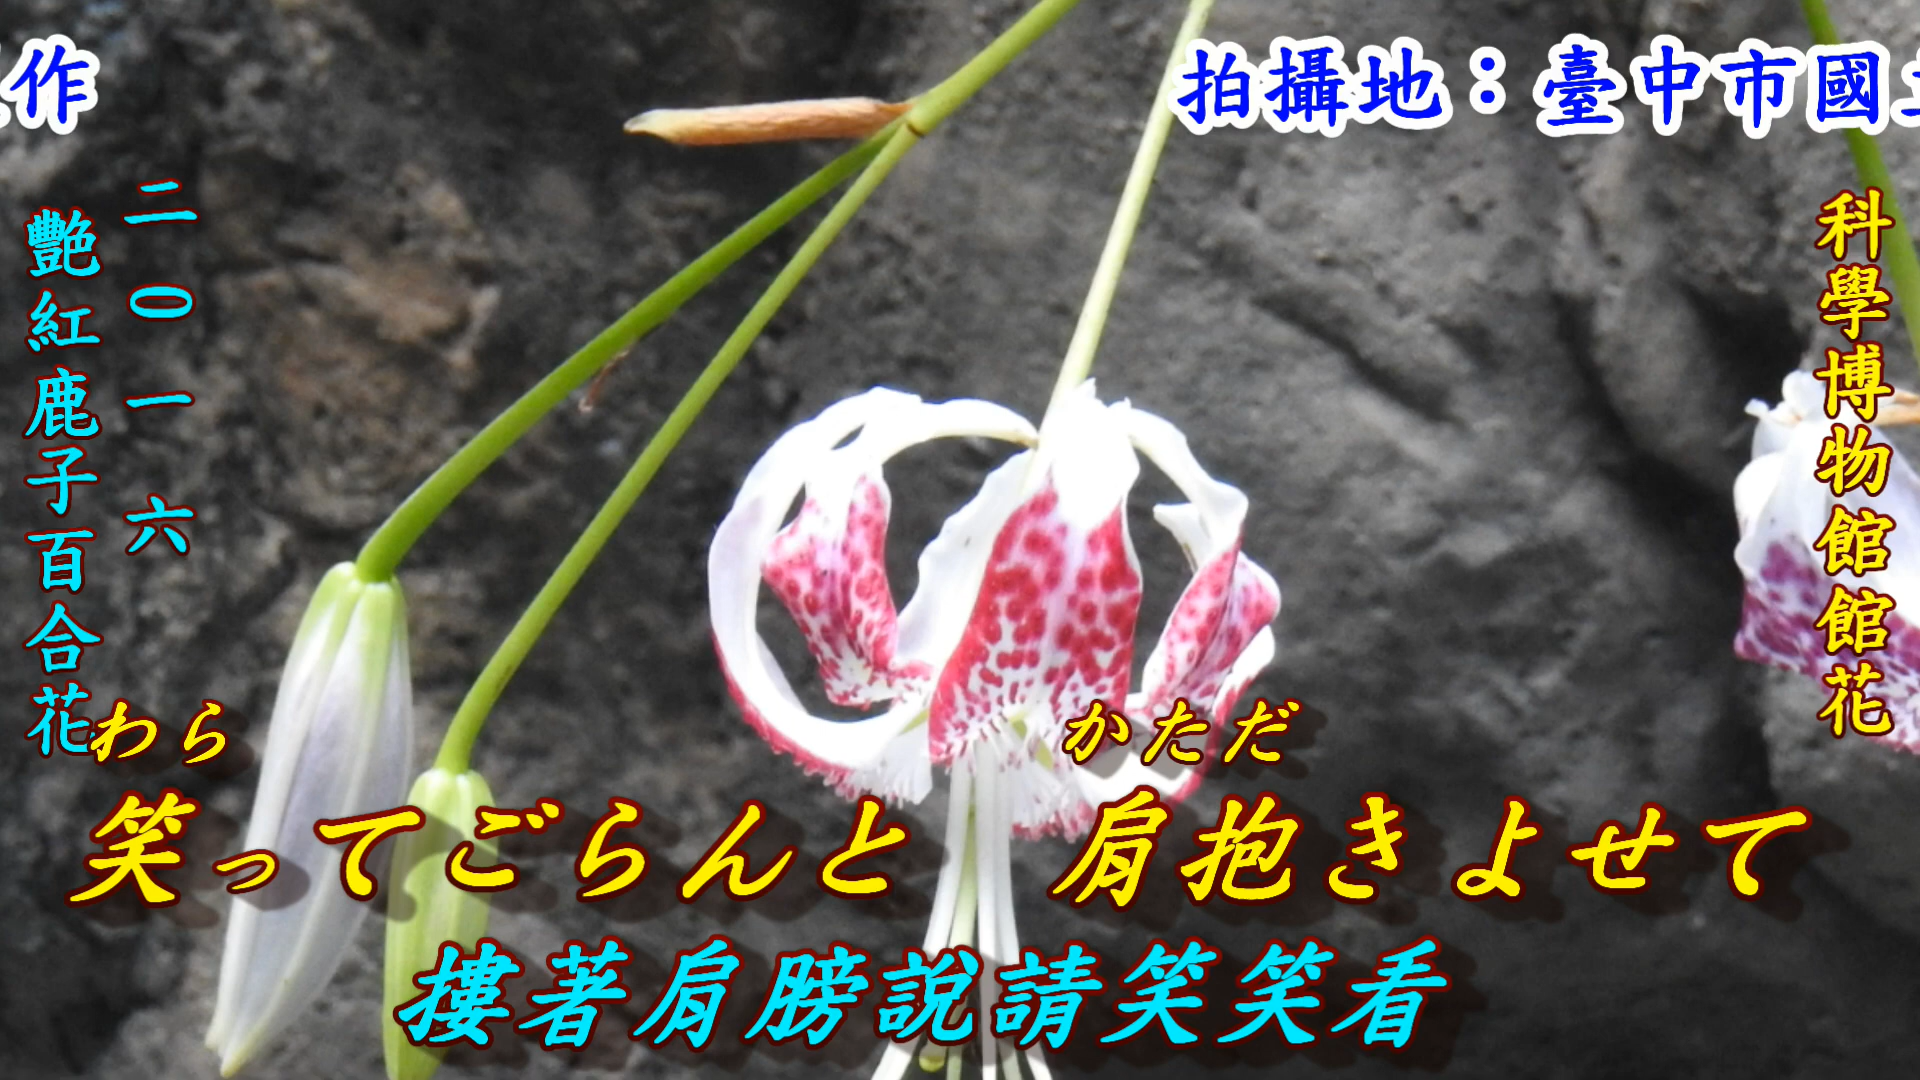 作
拍攝地：臺中市國
二０一六
艷紅鹿子百合花
科學博物館館花
わら
かただ
笑ってごらんと 肩抱きよせて
摟著肩膀說請笑笑看